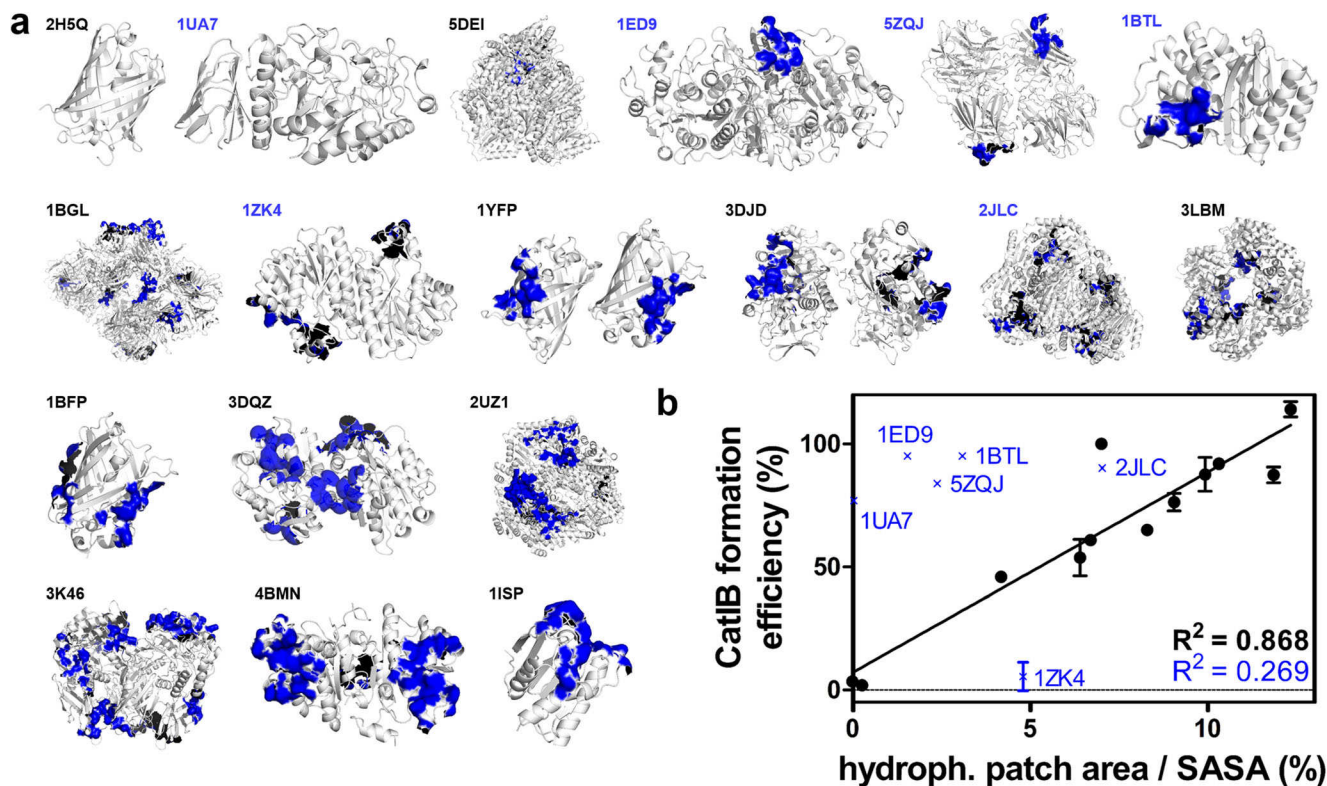 a
2H5Q 1UA7 5DEI 1ED9 5ZQJ 1BTL
1BGL 1ZK4 1YFP 3DJD 2JLC 3LBM
1BFP 3DQZ 2UZ1
3K46 4BMN 1ISP
b
CatIB formation
efficiency (%)
100
50
0
1ED9
1BTL
5ZQJ
2JLC
1UA7
1ZK4
R² = 0.868
R² = 0.269
0 5 10
hydroph. patch area / SASA (%)